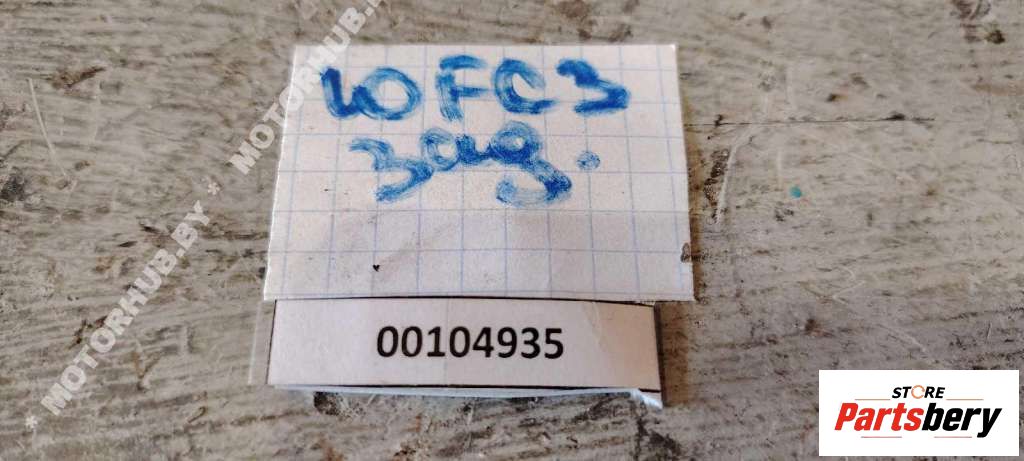 10FC3
зад.
00104935
* MOTORHUB.BY * MOTORHUB.BY
STORE
Partsbery